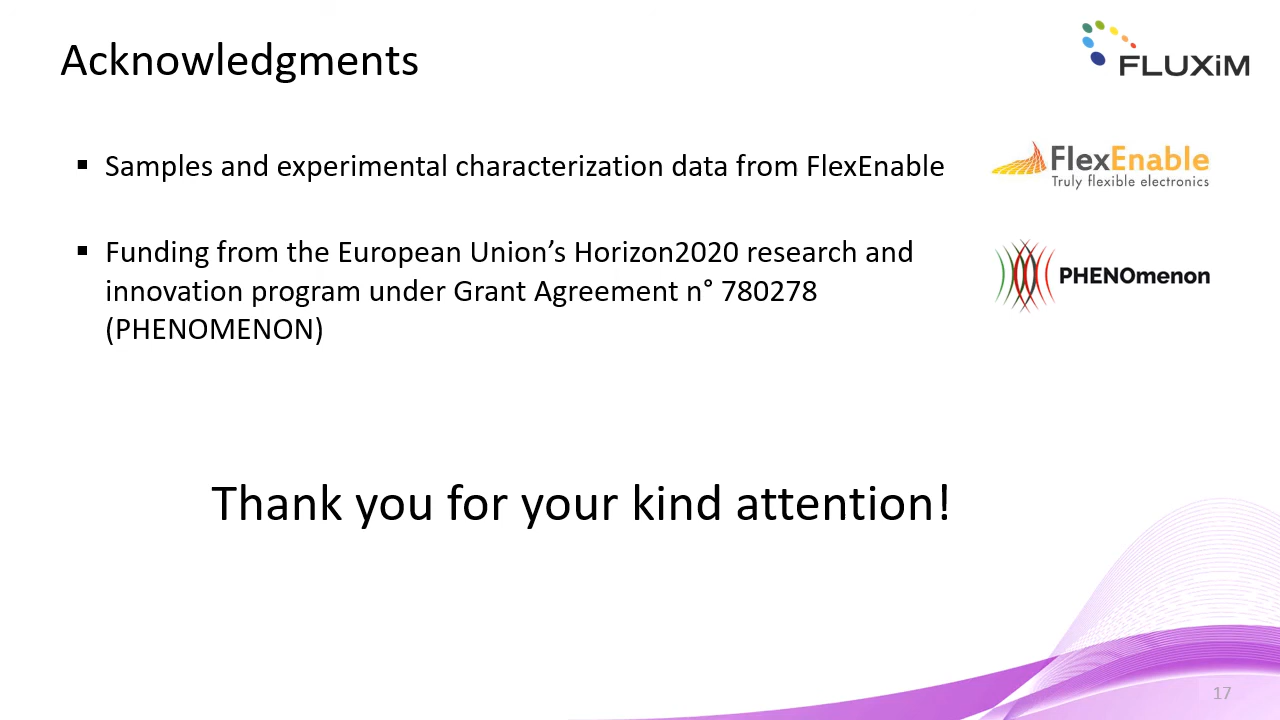 Acknowledgments
FLUXiM
▪ Samples and experimental characterization data from FlexEnable
FlexEnable
Truly flexible electronics
▪ Funding from the European Union’s Horizon2020 research and
innovation program under Grant Agreement n° 780278
(PHENOMENON)
PHENOmenon
Thank you for your kind attention!
17